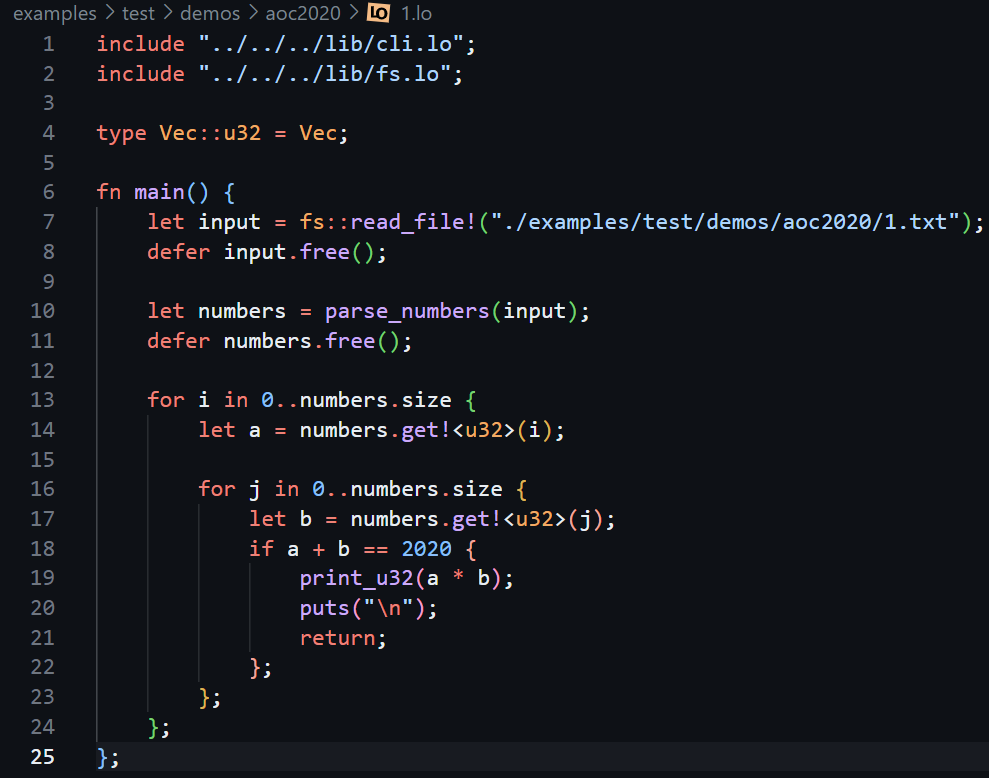 examples > test > demos > aoc2020 > LO 1.lo
1 include "../../../lib/cli.lo";
2 include "../../../lib/fs.lo";
3
4 type Vec::u32 = Vec;
5
6 fn main() {
7     let input = fs::read_file!("./examples/test/demos/aoc2020/1.txt");
8     defer input.free();
9
10     let numbers = parse_numbers(input);
11     defer numbers.free();
12
13     for i in 0..numbers.size {
14         let a = numbers.get!<u32>(i);
15
16         for j in 0..numbers.size {
17             let b = numbers.get!<u32>(j);
18             if a + b == 2020 {
19                 print_u32(a * b);
20                 puts("\n");
21                 return;
22             };
23         };
24     };
25 };